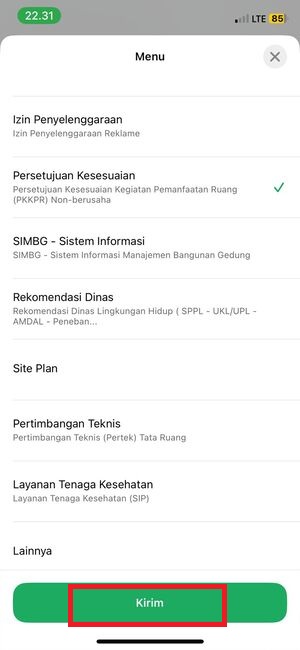 22.31
LTE 85
Menu
Izin Penyelenggaraan
Izin Penyelenggaraan Reklame
Persetujuan Kesesuaian
Persetujuan Kesesuaian Kegiatan Pemanfaatan Ruang
(PKKPR) Non-berusaha
SIMBG - Sistem Informasi
SIMBG - Sistem Informasi Manajemen Bangunan Gedung
Rekomendasi Dinas
Rekomendasi Dinas Lingkungan Hidup ( SPPL - UKL/UPL -
AMDAL - Peneban...
Site Plan
Pertimbangan Teknis
Pertimbangan Teknis (Pertek) Tata Ruang
Layanan Tenaga Kesehatan
Layanan Tenaga Kesehatan (SIP)
Lainnya
Kirim